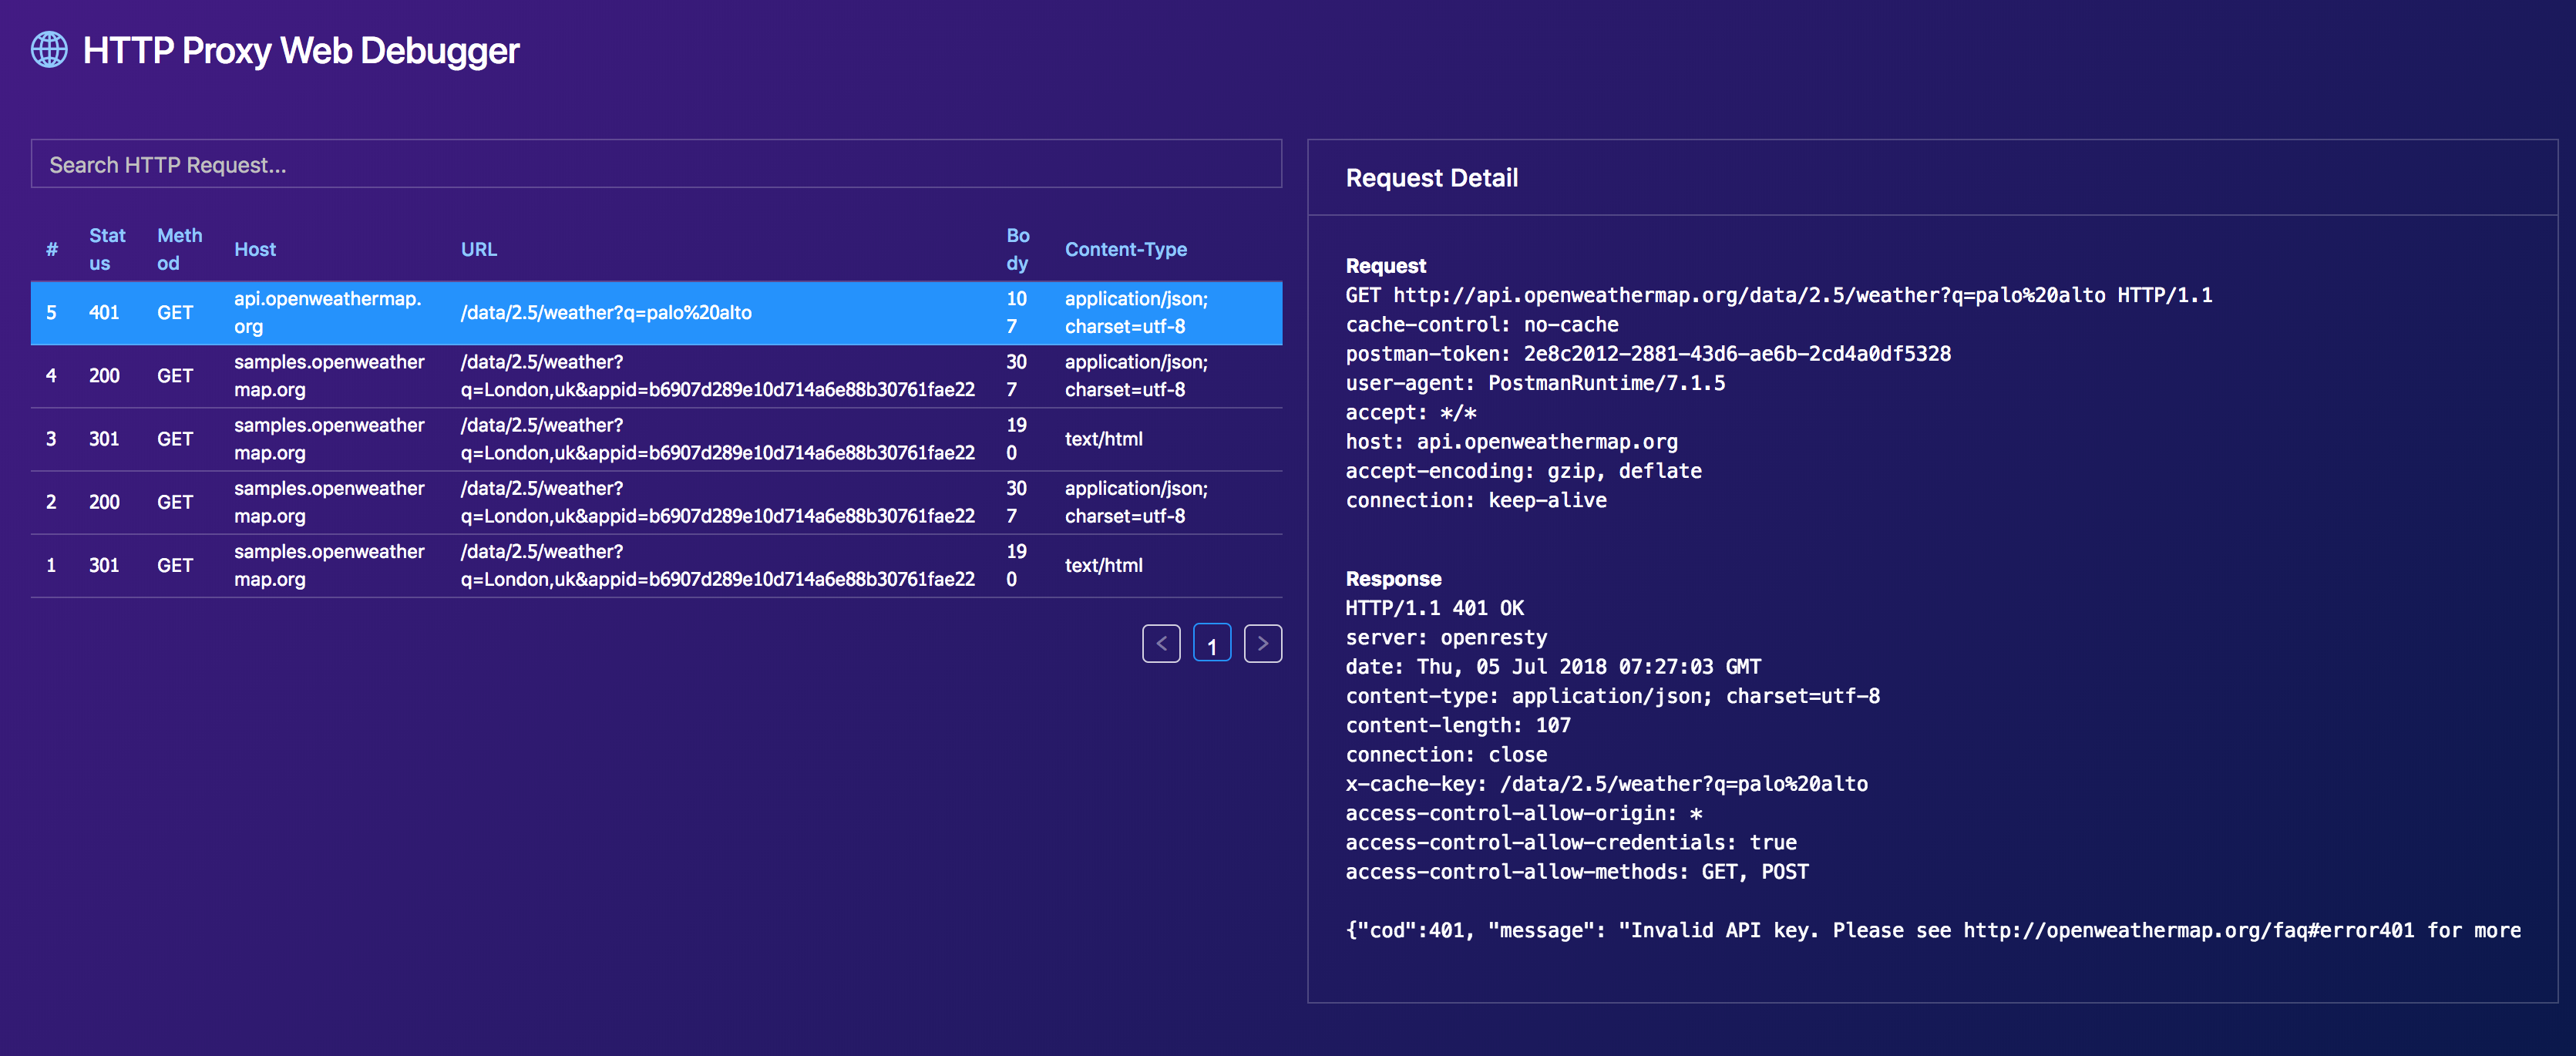 HTTP Proxy Web Debugger
Search HTTP Request...
# Status Method Host URL Body Content-Type
5 401 GET api.openweathermap.org /data/2.5/weather?q=palo%20alto 107 application/json; charset=utf-8
4 200 GET samples.openweathermap.org /data/2.5/weather?q=London,uk&appid=b6907d289e10d714a6e88b30761fae22 307 application/json; charset=utf-8
3 301 GET samples.openweathermap.org /data/2.5/weather?q=London,uk&appid=b6907d289e10d714a6e88b30761fae22 190 text/html
2 200 GET samples.openweathermap.org /data/2.5/weather?q=London,uk&appid=b6907d289e10d714a6e88b30761fae22 307 application/json; charset=utf-8
1 301 GET samples.openweathermap.org /data/2.5/weather?q=London,uk&appid=b6907d289e10d714a6e88b30761fae22 190 text/html
< 1 >
Request Detail
Request
GET http://api.openweathermap.org/data/2.5/weather?q=palo%20alto HTTP/1.1
cache-control: no-cache
postman-token: 2e8c2012-2881-43d6-ae6b-2cd4a0df5328
user-agent: PostmanRuntime/7.1.5
accept: */*
host: api.openweathermap.org
accept-encoding: gzip, deflate
connection: keep-alive
Response
HTTP/1.1 401 OK
server: openresty
date: Thu, 05 Jul 2018 07:27:03 GMT
content-type: application/json; charset=utf-8
content-length: 107
connection: close
x-cache-key: /data/2.5/weather?q=palo%20alto
access-control-allow-origin: *
access-control-allow-credentials: true
access-control-allow-methods: GET, POST
{"cod":401, "message": "Invalid API key. Please see http://openweathermap.org/faq#error401 for more